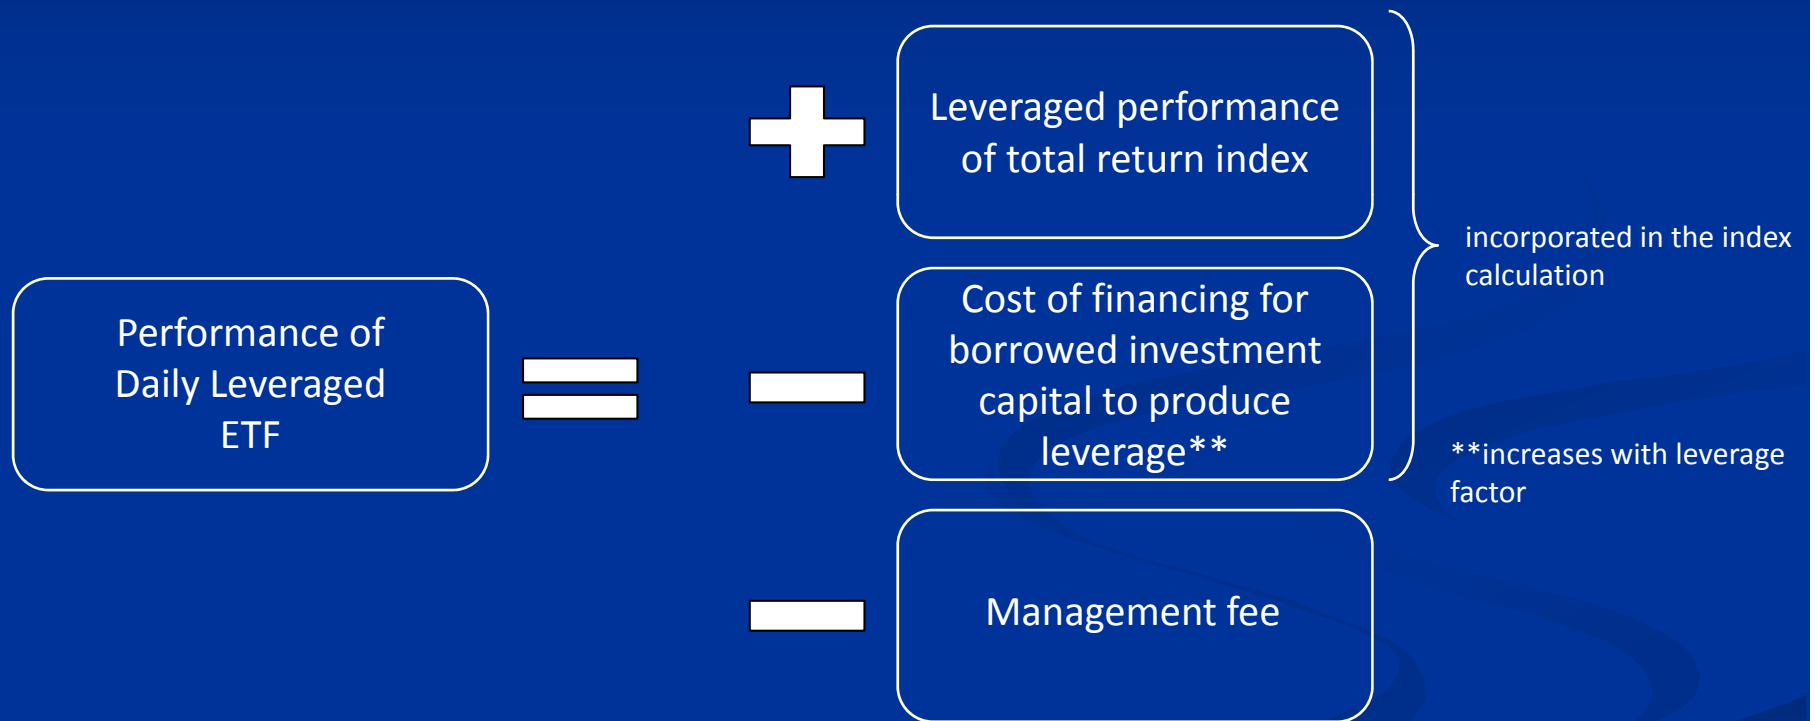 Performance of
Daily Leveraged
ETF
Leveraged performance
of total return index
Cost of financing for
borrowed investment
capital to produce
leverage**
Management fee
incorporated in the index
calculation
**increases with leverage
factor